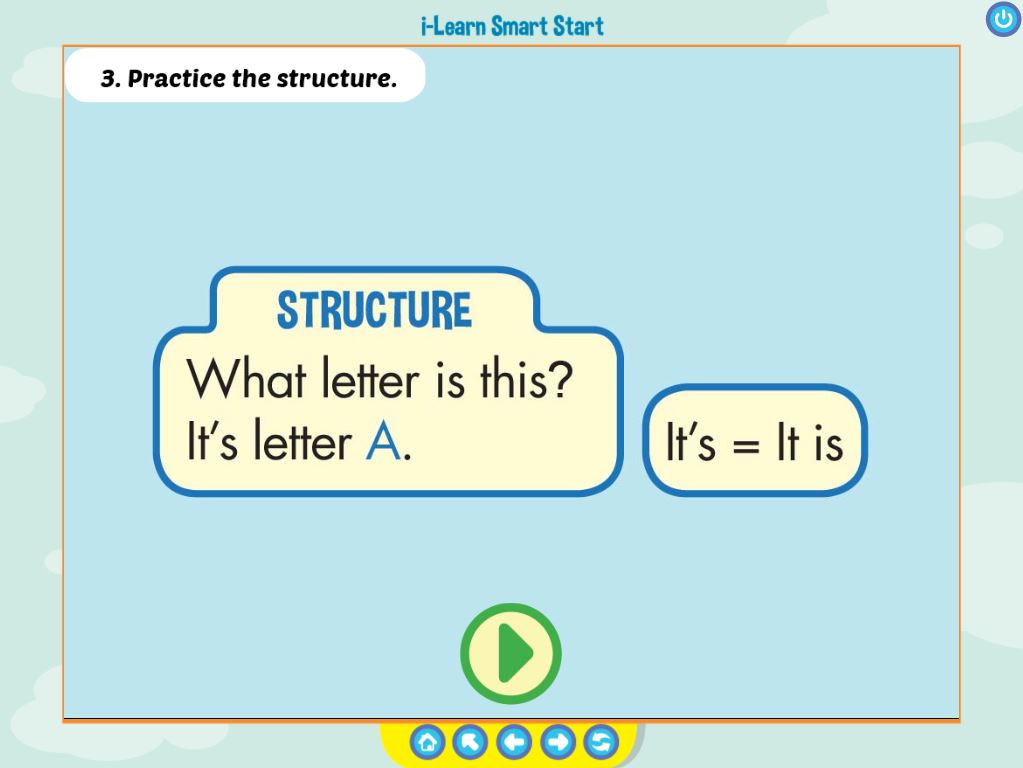 i-Learn Smart Start
3. Practice the structure.
STRUCTURE
What letter is this?
It's letter A.
It's = It is